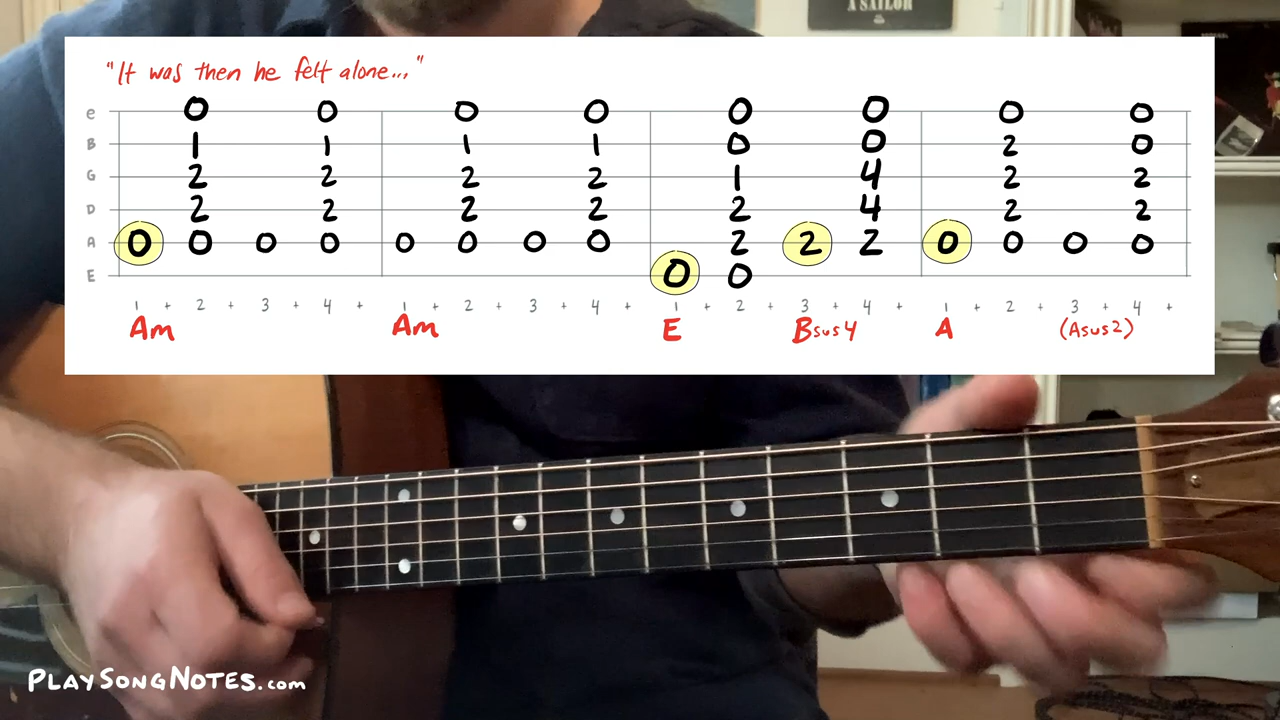 A SAILOR
"It was then he felt alone..."
e 0 0 0 0 0 0 0 0
B 1 1 1 1 0 0 2 0
G 2 2 2 2 1 4 2 2
D 2 2 2 2 2 4 2 2
A 0 0 0 0 0 0 0 0 2 2 2 0 0 0 0
E 0 0
1 + 2 + 3 + 4 + 1 + 2 + 3 + 4 + 1 + 2 + 3 + 4 + 1 + 2 + 3 + 4 +
Am Am E Bsus4 A (Asus2)
PLAYSONGNOTES.com